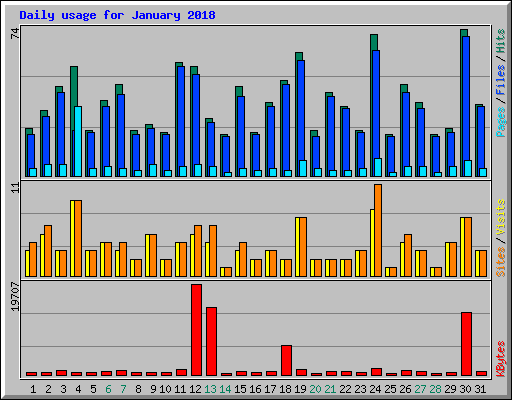 Daily usage for January 2018
74
Pages / Files / Hits
11
Sites / Visits
19707
KBytes
1 2 3 4 5 6 7 8 9 10 11 12 13 14 15 16 17 18 19 20 21 22 23 24 25 26 27 28 29 30 31